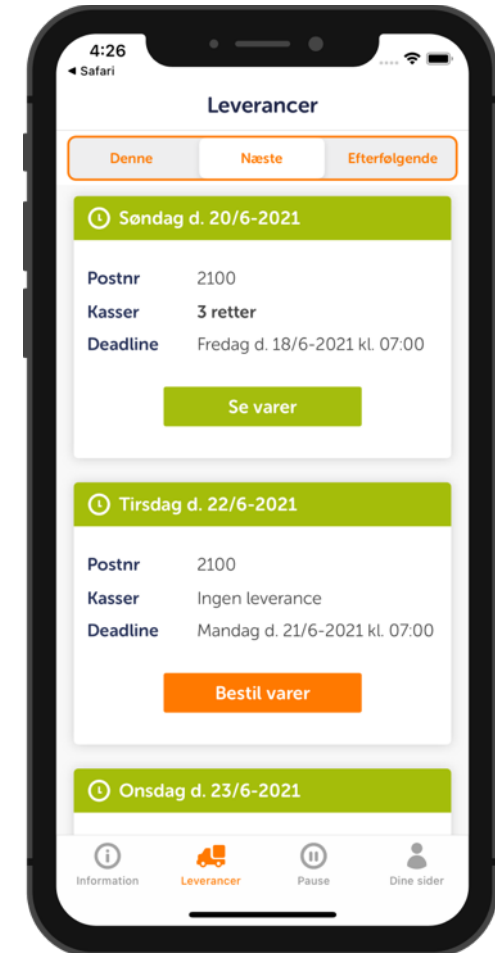 4:26
◀ Safari
Leverancer
Denne Næste Efterfølgende
Søndag d. 20/6-2021
Postnr 2100
Kasser 3 retter
Deadline Fredag d. 18/6-2021 kl. 07:00
Se varer
Tirsdag d. 22/6-2021
Postnr 2100
Kasser Ingen leverance
Deadline Mandag d. 21/6-2021 kl. 07:00
Bestil varer
Onsdag d. 23/6-2021
Information Leverancer Pause Dine sider